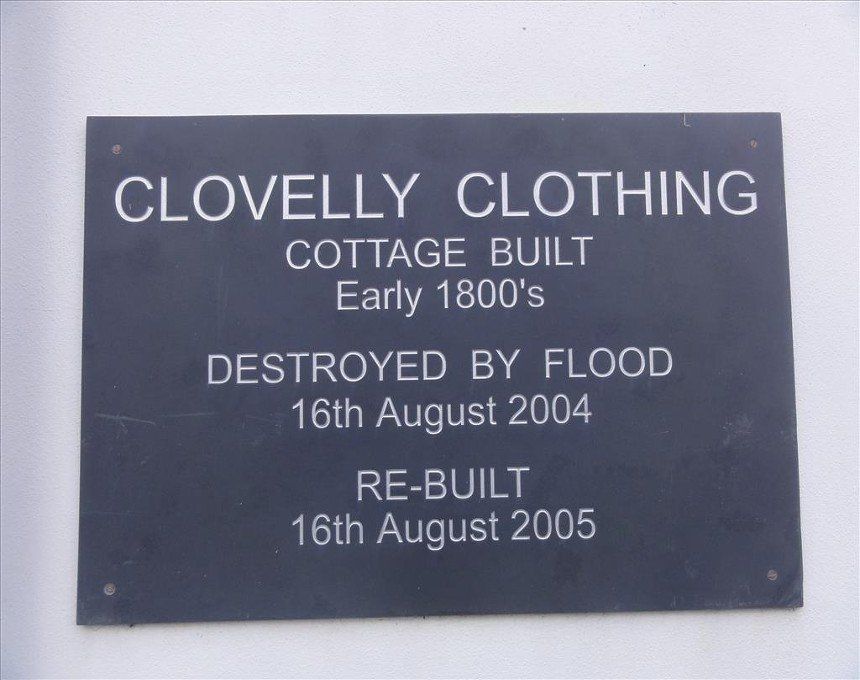 CLOVELLY CLOTHING
COTTAGE BUILT
Early 1800's
DESTROYED BY FLOOD
16th August 2004
RE-BUILT
16th August 2005